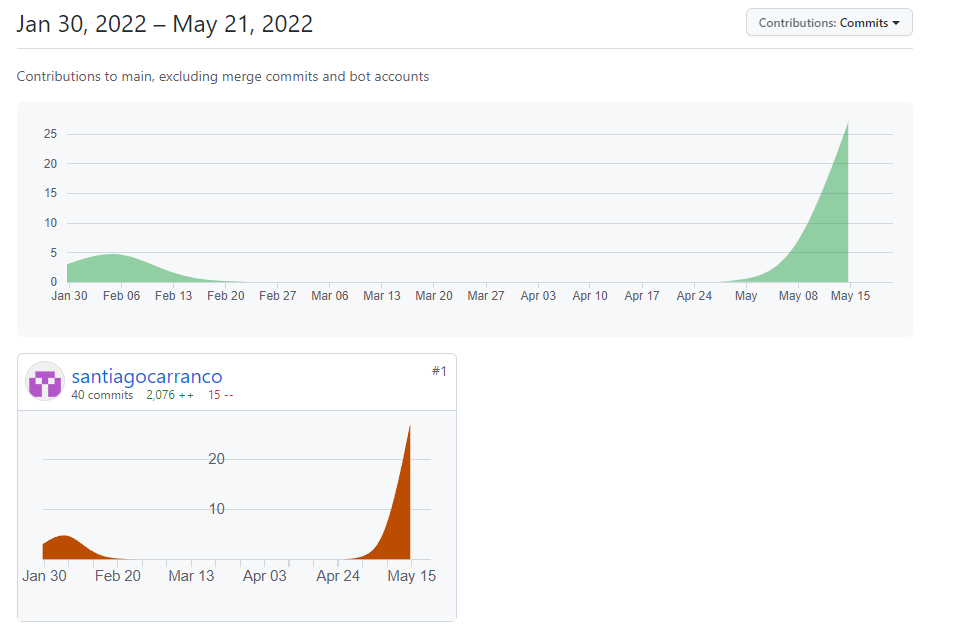 Jan 30, 2022 – May 21, 2022
Contributions: Commits
Contributions to main, excluding merge commits and bot accounts
25
20
15
10
5
0
Jan 30 Feb 06 Feb 13 Feb 20 Feb 27 Mar 06 Mar 13 Mar 20 Mar 27 Apr 03 Apr 10 Apr 17 Apr 24 May May 08 May 15
santiagocarranco
#1
40 commits 2,076 ++ 15 --
20
10
Jan 30 Feb 20 Mar 13 Apr 03 Apr 24 May 15